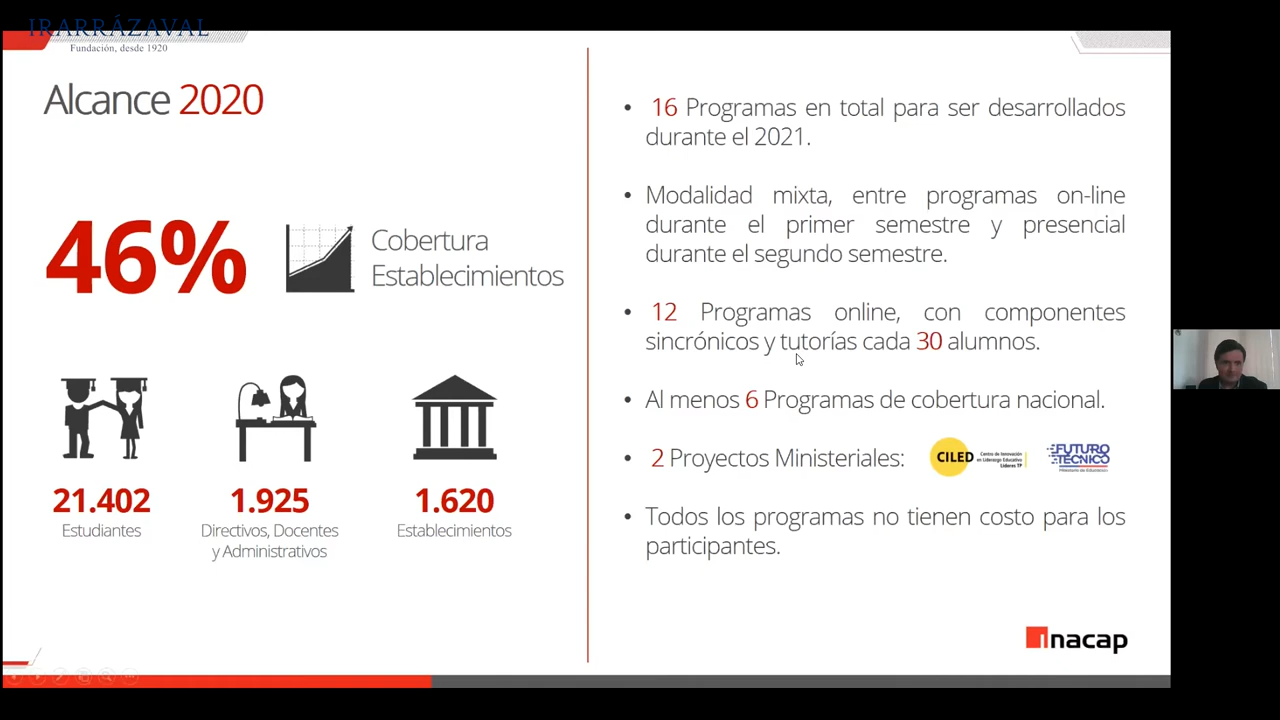 IRARRÁZAVAL
Fundación, desde 1920
Alcance 2020
46%
Cobertura
Establecimientos
21.402
Estudiantes
1.925
Directivos, Docentes
y Administrativos
1.620
Establecimientos
• 16 Programas en total para ser desarrollados
durante el 2021.
• Modalidad mixta, entre programas on-line
durante el primer semestre y presencial
durante el segundo semestre.
• 12 Programas online, con componentes
sincrónicos y tutorías cada 30 alumnos.
• Al menos 6 Programas de cobertura nacional.
• 2 Proyectos Ministeriales:
CILED
Centro de Innovación
en Liderazgo Educativo
Líderes TP
FUTURO
TÉCNICO
Ministerio de Educación
• Todos los programas no tienen costo para los
participantes.
inacap